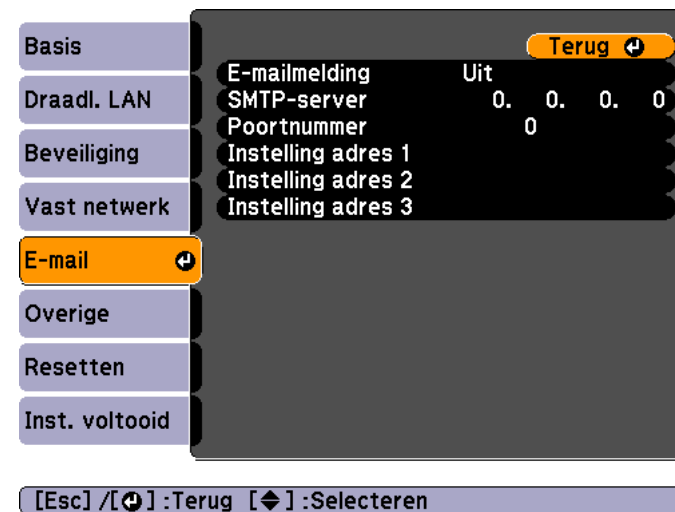 Basis
Draadl. LAN
Beveiliging
Vast netwerk
E-mail
Overige
Resetten
Inst. voltooid
Terug
E-mailmelding Uit
SMTP-server 0. 0. 0. 0
Poortnummer 0
Instelling adres 1
Instelling adres 2
Instelling adres 3
[Esc] /[⏎] :Terug [◆] :Selecteren